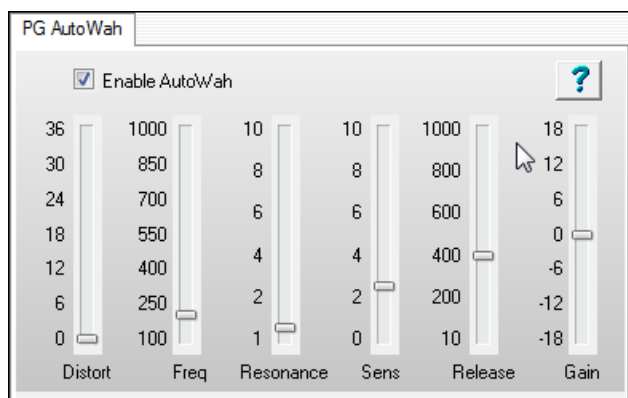 PG AutoWah
Enable AutoWah
?
36 1000 10 10 1000 18
30 850 8 8 800 12
24 700 6 6 600 6
18 550 4 4 400 0
12 400 2 2 200 -6
6 250 1 0 10 -12
0 100 -18
Distort Freq Resonance Sens Release Gain